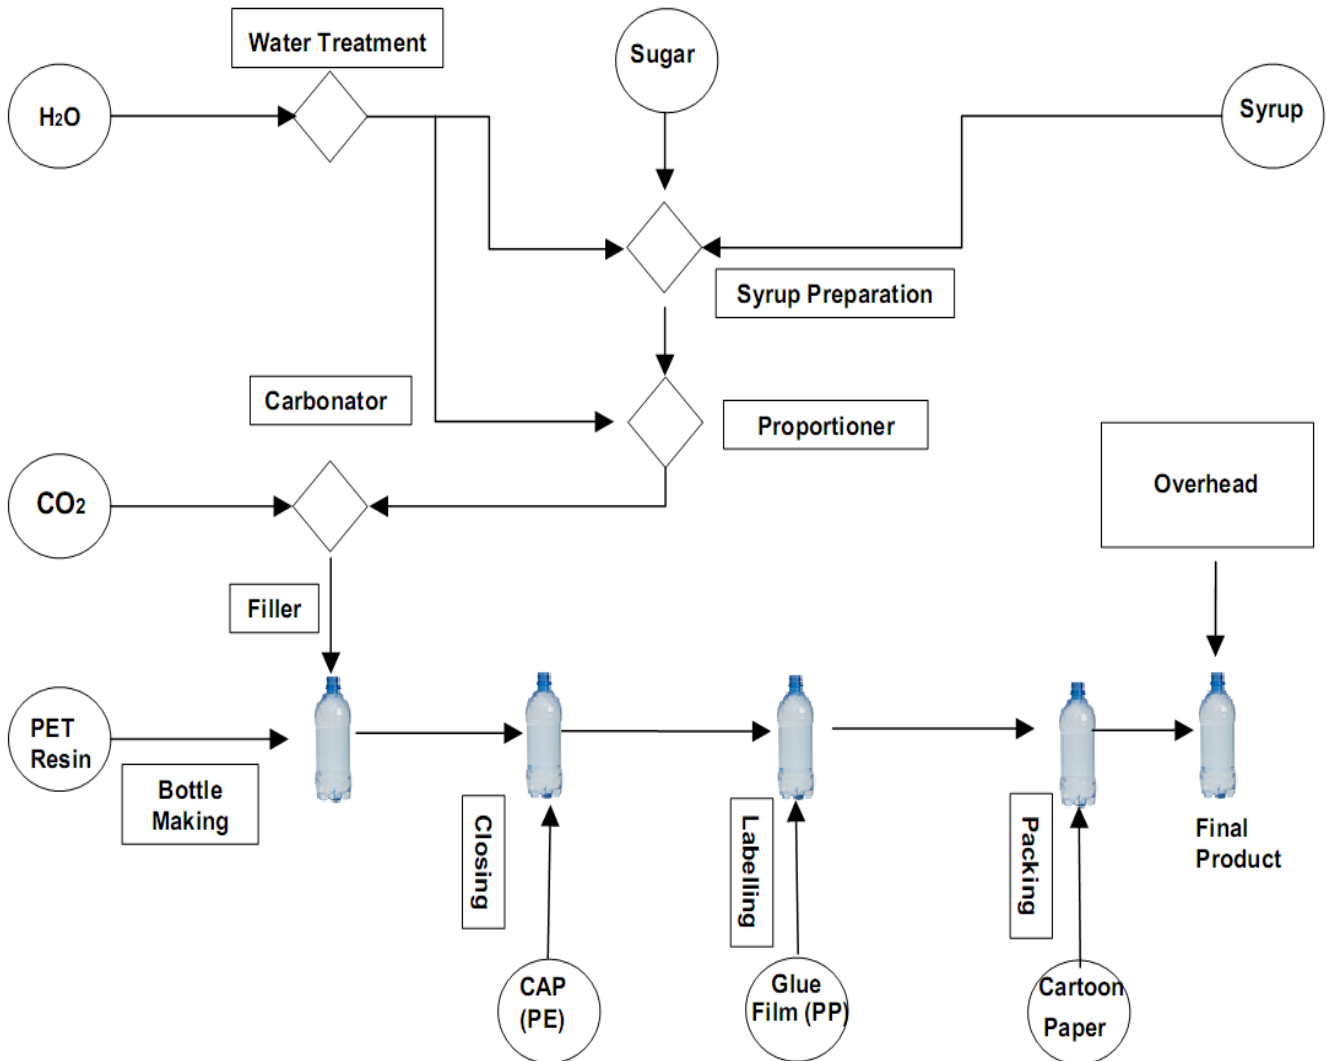 Water Treatment
Sugar
H2O
Syrup
Syrup Preparation
Carbonator
Proportioner
CO2
Overhead
Filler
PET
Resin
Bottle
Making
Closing
Labelling
Packing
Final
Product
CAP
(PE)
Glue
Film (PP)
Cartoon
Paper